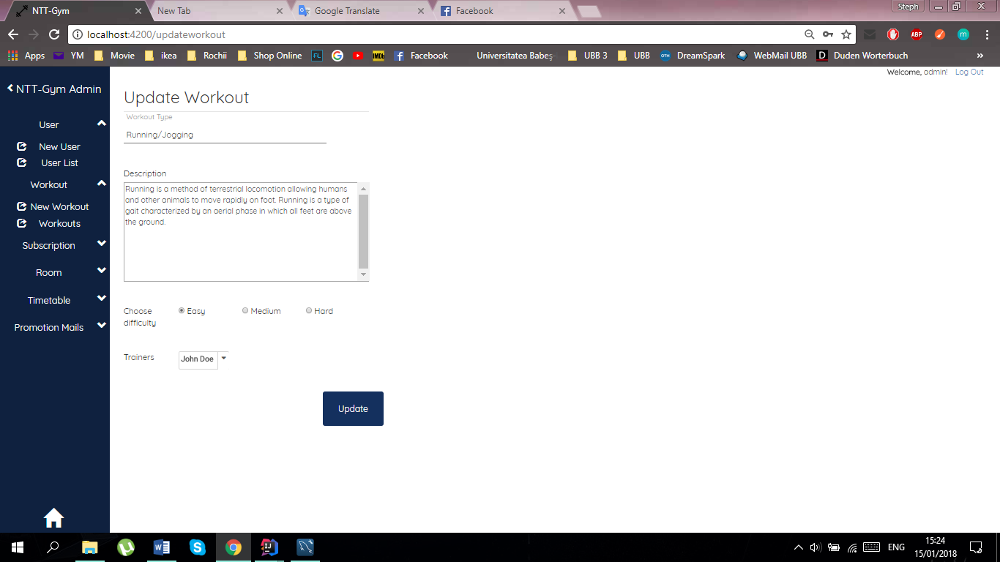 NTT-Gym
New Tab
Google Translate
Facebook
Steph
localhost:4200/updateworkout
ABP
m
Apps
YM
Movie
ikea
Rochii
Shop Online
FL
G
IMDb
Facebook
Universitatea Babeș-
UBB 3
UBB
OTH
DreamSpark
WebMail UBB
D
Duden Worterbuch
Welcome, admin! Log Out
NTT-Gym Admin
User
New User
User List
Workout
New Workout
Workouts
Subscription
Room
Timetable
Promotion Mails
Update Workout
Workout Type
Running/Jogging
Description
Running is a method of terrestrial locomotion allowing humans
and other animals to move rapidly on foot. Running is a type of
gait characterized by an aerial phase in which all feet are above
the ground.
Choose
difficulty
Easy
Medium
Hard
Trainers
John Doe
Update
ENG
15:24
15/01/2018